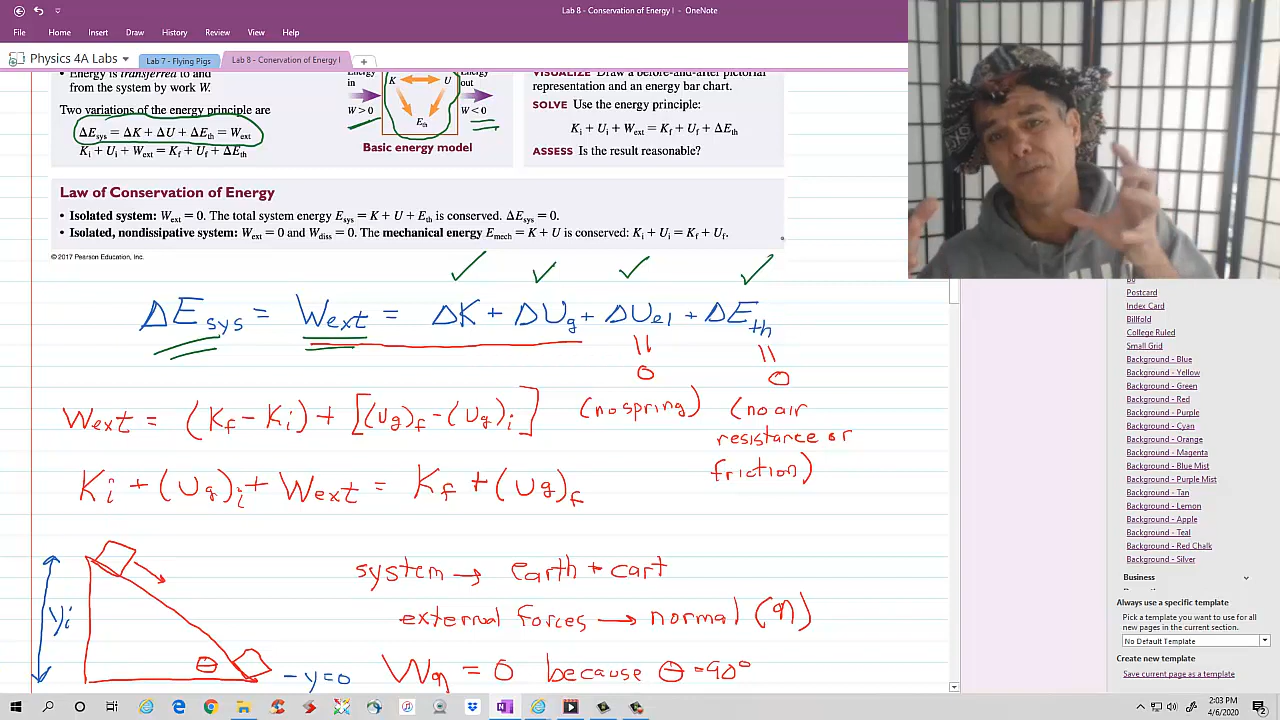 Lab 8 - Conservation of Energy I - OneNote
File Home Insert Draw History Review View Help
Physics 4A Labs Lab 7 - Flying Pigs Lab 8 - Conervation of Energy I
• Energy is transferred to and
from the system by work W.
Two variations of the energy principle are
ΔEsys = ΔK + ΔU + ΔEth = Wext
Ki + Ui + Wext = Kf + Uf + ΔEth
Energy in
W > 0
K U
Eth
Energy out
W < 0
Basic energy model
VISUALIZE Draw a before-and-after pictorial
representation and an energy bar chart.
SOLVE Use the energy principle:
Ki + Ui + Wext = Kf + Uf + ΔEth
ASSESS Is the result reasonable?
Law of Conservation of Energy
• Isolated system: Wext = 0. The total system energy Esys = K + U + Eth is conserved. ΔEsys = 0.
• Isolated, nondissipative system: Wext = 0 and Wdiss = 0. The mechanical energy Emech = K + U is conserved: Ki + Ui = Kf + Uf.
© 2017 Pearson Education, Inc.
ΔEsys = Wext = ΔK + ΔUg + ΔUel + ΔEth
0 0
Wext = (Kf - Ki) + [(Ug)f - (Ug)i]
(no spring)
(no air
resistance or
friction)
Ki + (Ug)i + Wext = Kf + (Ug)f
yi
θ
- y=0
system → earth + cart
external forces → normal (n)
Wn = 0 because θ = 90°
Bg
Postcard
Index Card
Billfold
College Ruled
Small Grid
Background - Blue
Background - Yellow
Background - Green
Background - Red
Background - Purple
Background - Cyan
Background - Orange
Background - Magenta
Background - Blue Mist
Background - Purple Mist
Background - Tan
Background - Lemon
Background - Apple
Background - Teal
Background - Red Chalk
Background - Silver
Business
Always use a specific template
Pick a template you want to use for all
new pages in the current section.
No Default Template
Create new template
Save current page as a template
2:03 PM
4/6/2020